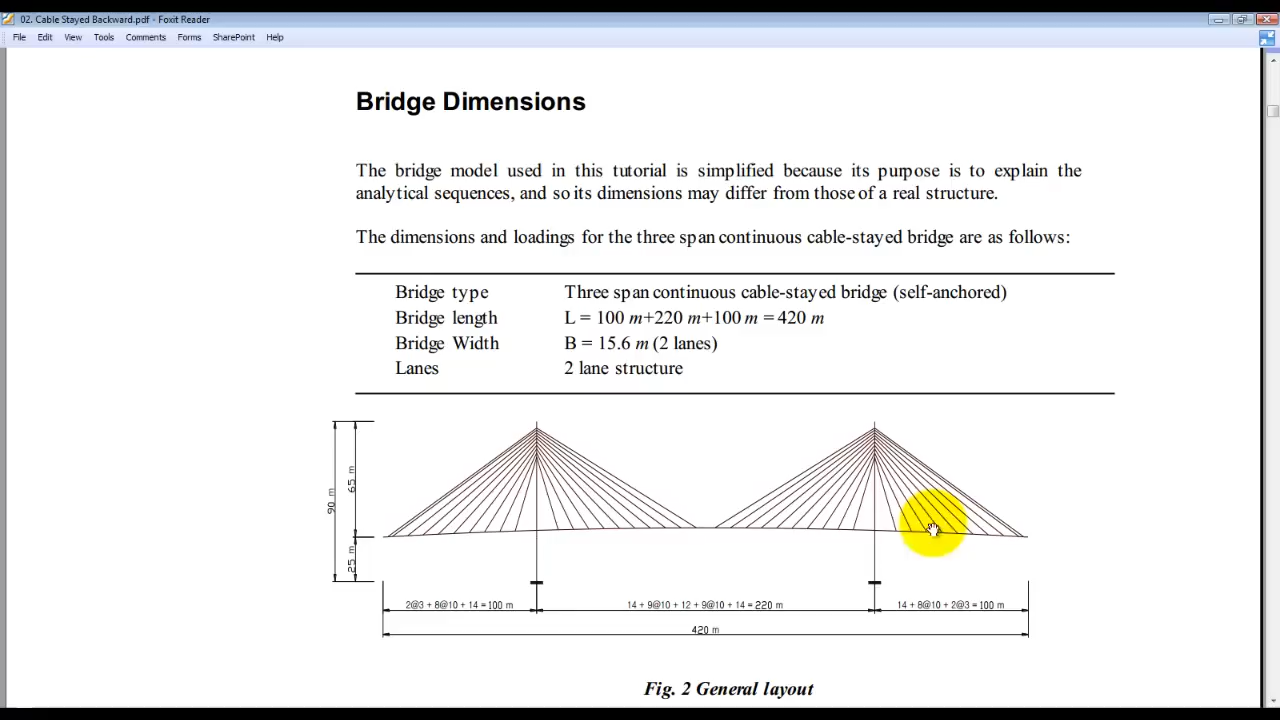 02. Cable Stayed Backward.pdf - Foxit Reader
File Edit View Tools Comments Forms SharePoint Help
Bridge Dimensions
The bridge model used in this tutorial is simplified because its purpose is to explain the
analytical sequences, and so its dimensions may differ from those of a real structure.
The dimensions and loadings for the three span continuous cable-stayed bridge are as follows:
Bridge type Three span continuous cable-stayed bridge (self-anchored)
Bridge length L = 100 m+220 m+100 m = 420 m
Bridge Width B = 15.6 m (2 lanes)
Lanes 2 lane structure
90 m
65 m
25 m
2@3 + 8@10 + 14 = 100 m
14 + 9@10 + 12 + 9@10 + 14 = 220 m
14 + 8@10 + 2@3 = 100 m
420 m
Fig. 2 General layout